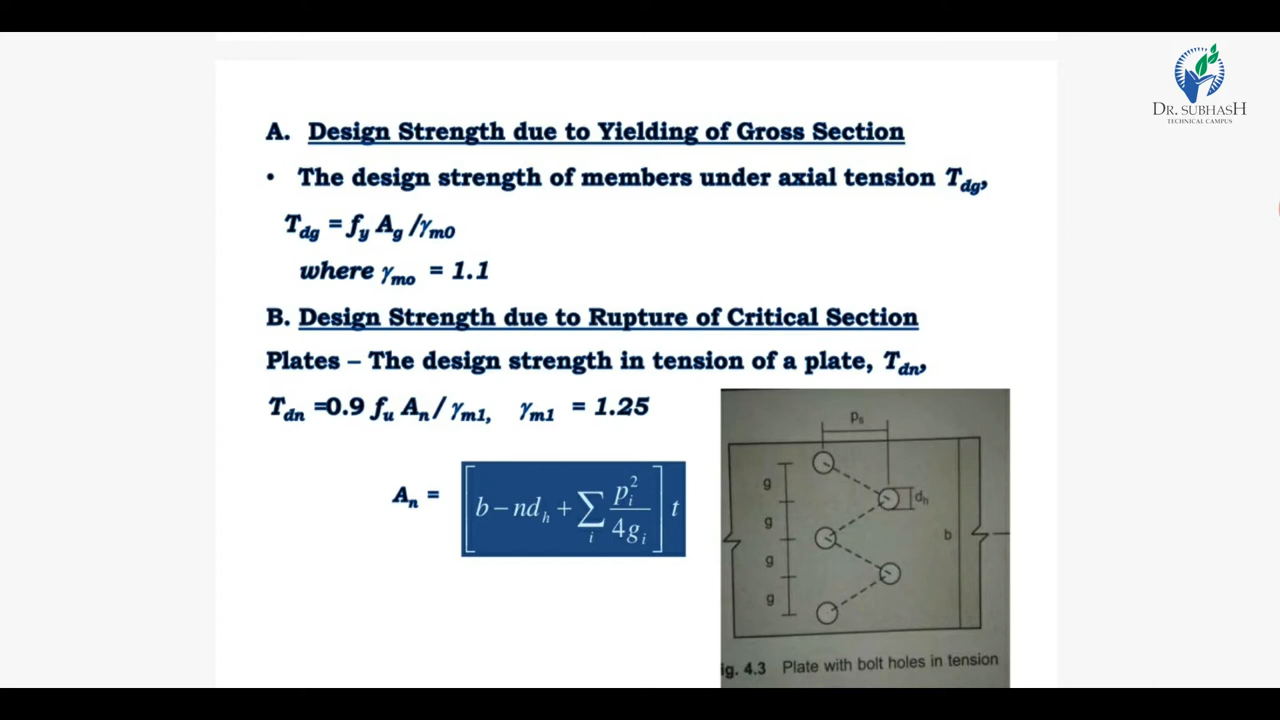 DR. SUBHASH
TECHNICAL CAMPUS
A. Design Strength due to Yielding of Gross Section
• The design strength of members under axial tension T_dg,
T_dg = f_y A_g /γ_m0
where γ_mo = 1.1
B. Design Strength due to Rupture of Critical Section
Plates – The design strength in tension of a plate, T_dn,
T_dn =0.9 f_u A_n / γ_m1, γ_m1 = 1.25
A_n = [b − nd_h + ∑_i p_i^2 / 4g_i] t
p_s
g
d_h
g
b
g
g
ig. 4.3 Plate with bolt holes in tension